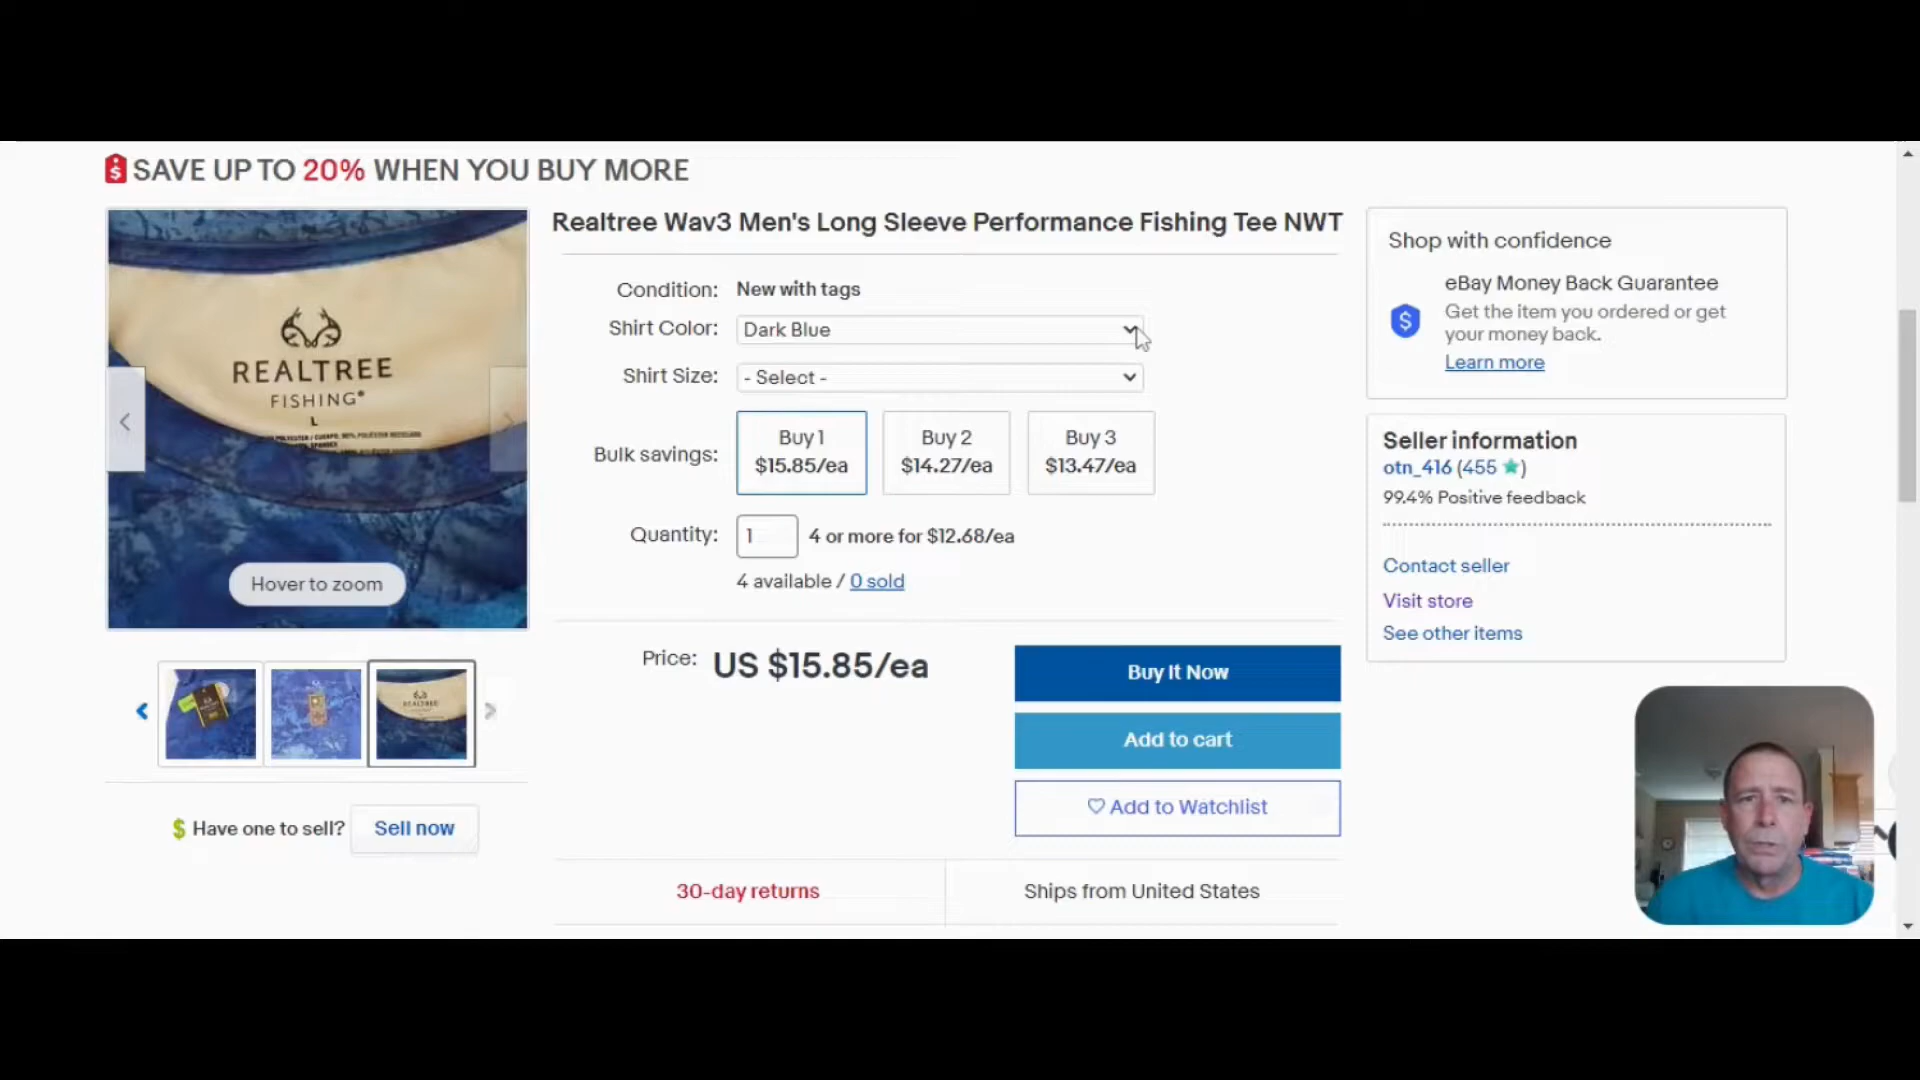 SAVE UP TO 20% WHEN YOU BUY MORE
REALTREE
FISHING®
L
Hover to zoom
Have one to sell? Sell now
Realtree Wav3 Men's Long Sleeve Performance Fishing Tee NWT
Condition: New with tags
Shirt Color: Dark Blue
Shirt Size: - Select -
Bulk savings:
Buy 1
$15.85/ea
Buy 2
$14.27/ea
Buy 3
$13.47/ea
Quantity: 1 4 or more for $12.68/ea
4 available / 0 sold
Price: US $15.85/ea
Buy It Now
Add to cart
Add to Watchlist
30-day returns
Ships from United States
Shop with confidence
eBay Money Back Guarantee
Get the item you ordered or get
your money back.
Learn more
Seller information
otn_416 (455)
99.4% Positive feedback
Contact seller
Visit store
See other items